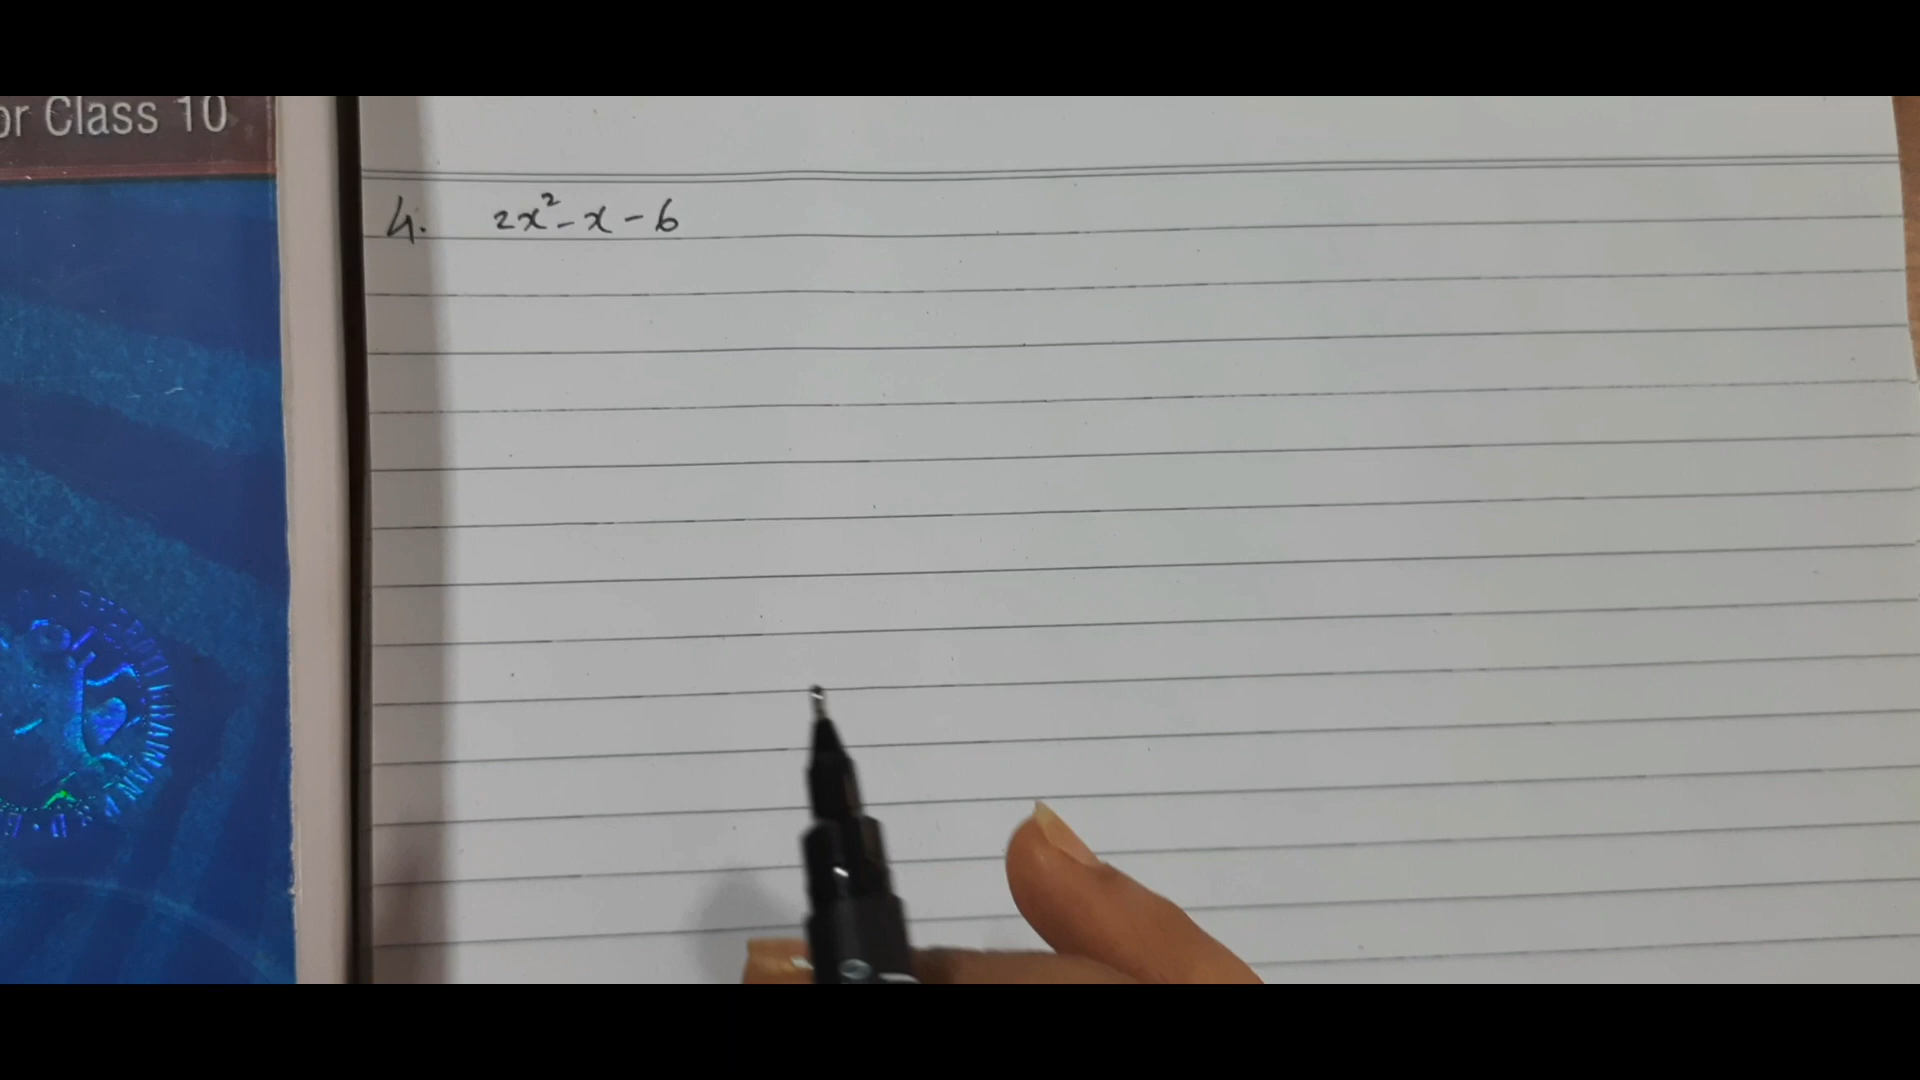 or Class 10
4. 2x² - x - 6